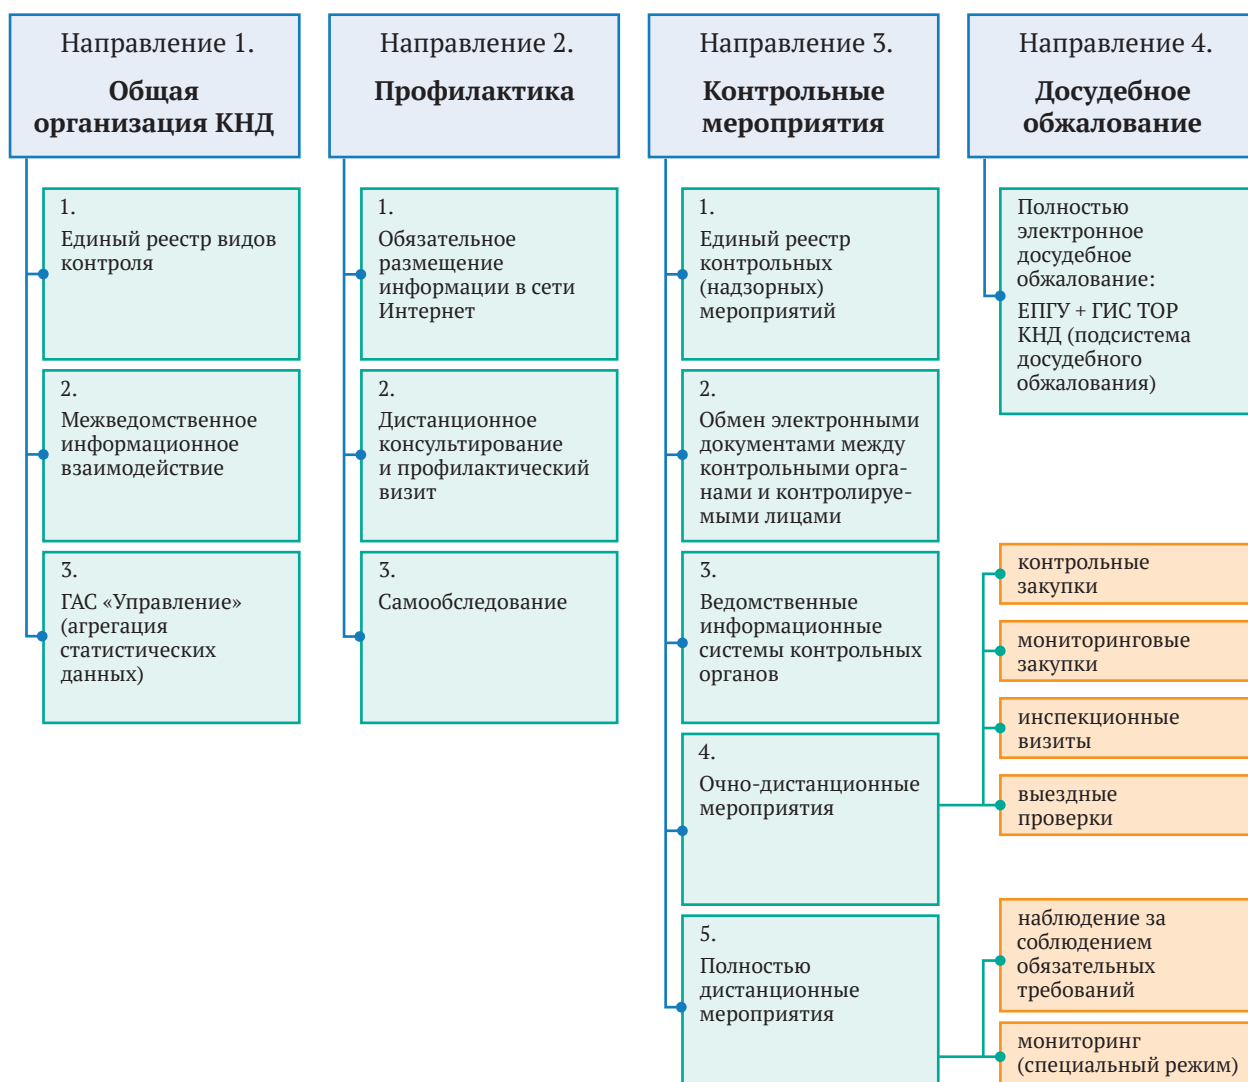 Направление 1.
Общая
организация КНД
1.
Единый реестр видов
контроля
2.
Межведомственное
информационное
взаимодействие
3.
ГАС «Управление»
(агрегация
статистических
данных)
Направление 2.
Профилактика
1.
Обязательное
размещение
информации в сети
Интернет
2.
Дистанционное
консультирование
и профилактический
визит
3.
Самообследование
Направление 3.
Контрольные
мероприятия
1.
Единый реестр
контрольных
(надзорных)
мероприятий
2.
Обмен электронными
документами между
контрольными орга-
нами и контролируе-
мыми лицами
3.
Ведомственные
информационные
системы контрольных
органов
4.
Очно-дистанционные
мероприятия
5.
Полностью
дистанционные
мероприятия
Направление 4.
Досудебное
обжалование
Полностью
электронное
досудебное
обжалование:
ЕПГУ + ГИС ТОР
КНД (подсистема
досудебного
обжалования)
контрольные
закупки
мониторинговые
закупки
инспекционные
визиты
выездные
проверки
наблюдение за
соблюдением
обязательных
требований
мониторинг
(специальный режим)